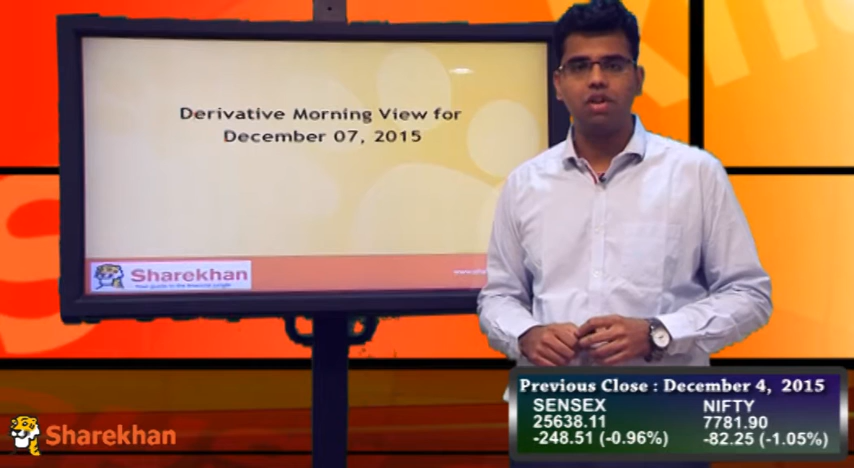 Derivative Morning View for
December 07, 2015
Sharekhan
Sharekhan
Previous Close : December 4, 2015
SENSEX NIFTY
25638.11 7781.90
-248.51 (-0.96%) -82.25 (-1.05%)